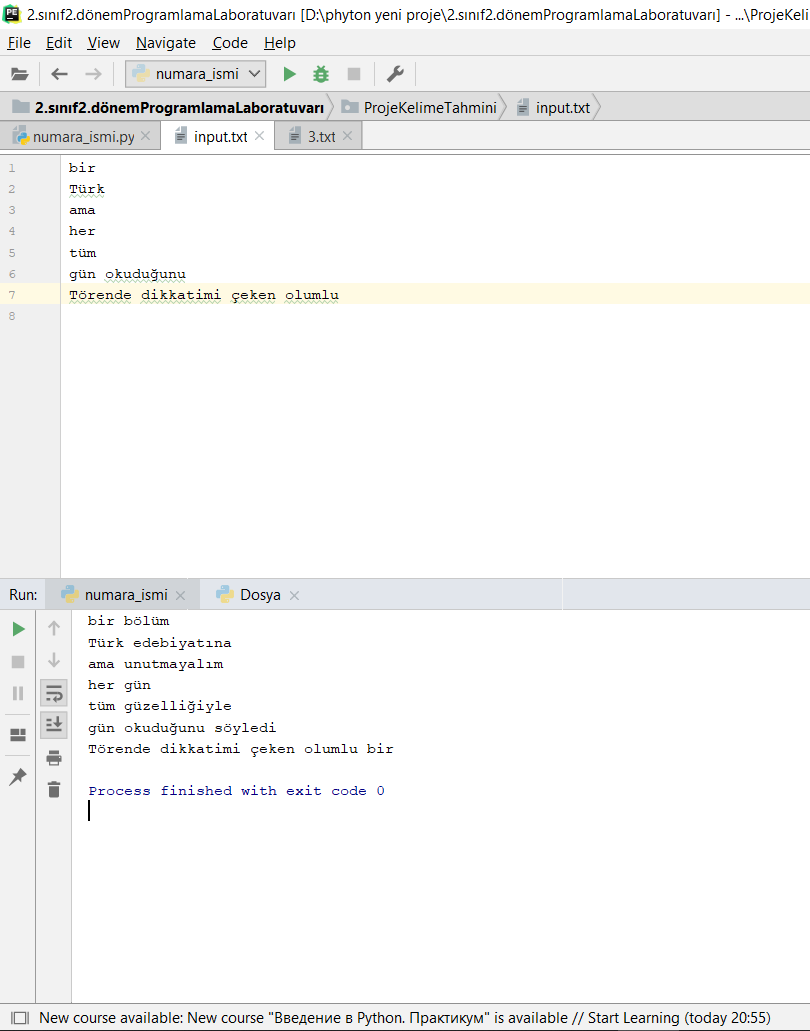 2.sınıf2.dönemProgramlamaLaboratuvarı [D:\phyton yeni proje\2.sınıf2.dönemProgramlamaLaboratuvarı] - ...\ProjeKeli
File Edit View Navigate Code Help
numara_ismi
2.sınıf2.dönemProgramlamaLaboratuvarı ProjeKelimeTahmini input.txt
numara_ismi.py input.txt 3.txt
1 bir
2 Türk
3 ama
4 her
5 tüm
6 gün okuduğunu
7 Törende dikkatimi çeken olumlu
8
Run: numara_ismi Dosya
bir bölüm
Türk edebiyatına
ama unutmayalım
her gün
tüm güzelliğiyle
gün okuduğunu söyledi
Törende dikkatimi çeken olumlu bir
Process finished with exit code 0
New course available: New course "Введение в Python. Практикум" is available // Start Learning (today 20:55)